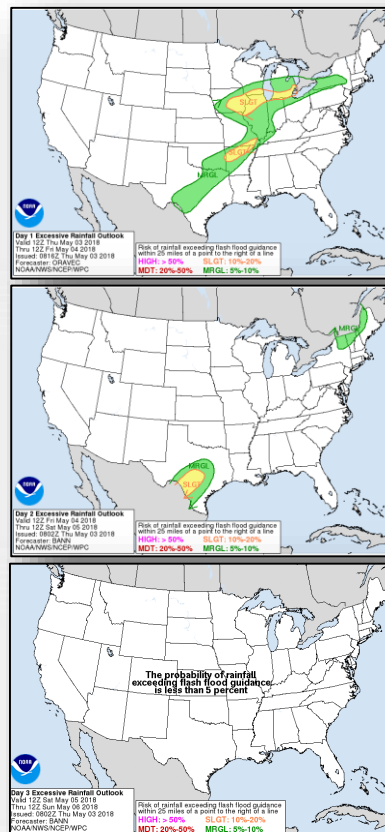 SLGT
SLGT
MRGL
noaa
Day 1 Excessive Rainfall Outlook
Valid 12Z Thu May 03 2018
Thru 12Z Fri May 04 2018
Issued: 0816Z Thu May 03 2018
Forecaster: ORAVEC
NOAA/NWS/NCEP/WPC
Risk of rainfall exceeding flash flood guidance
within 25 miles of a point to the right of a line
HIGH: > 50% SLGT: 10%-20%
MDT: 20%-50% MRGL: 5%-10%
MRGL
MRGL
SLGT
noaa
Day 2 Excessive Rainfall Outlook
Valid 12Z Fri May 04 2018
Thru 12Z Sat May 05 2018
Issued: 0802Z Thu May 03 2018
Forecaster: BANN
NOAA/NWS/NCEP/WPC
Risk of rainfall exceeding flash flood guidance
within 25 miles of a point to the right of a line
HIGH: > 50% SLGT: 10%-20%
MDT: 20%-50% MRGL: 5%-10%
The probability of rainfall
exceeding flash flood guidance
is less than 5 percent
noaa
Day 3 Excessive Rainfall Outlook
Valid 12Z Sat May 05 2018
Thru 12Z Sun May 06 2018
Issued: 0802Z Thu May 03 2018
Forecaster: BANN
NOAA/NWS/NCEP/WPC
Risk of rainfall exceeding flash flood guidance
within 25 miles of a point to the right of a line
HIGH: > 50% SLGT: 10%-20%
MDT: 20%-50% MRGL: 5%-10%